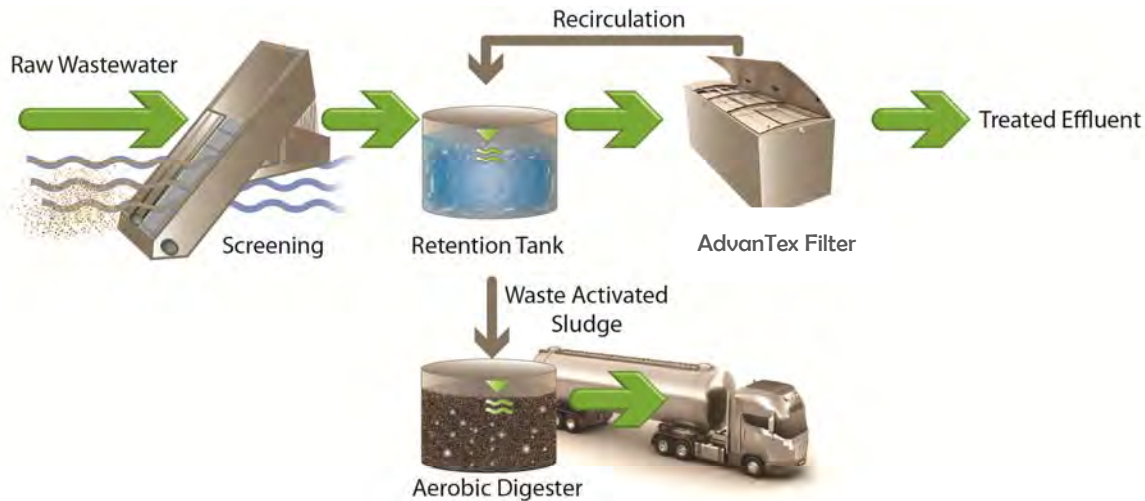 Recirculation
Raw Wastewater
Treated Effluent
Screening
Retention Tank
AdvanTex Filter
Waste Activated
Sludge
Aerobic Digester